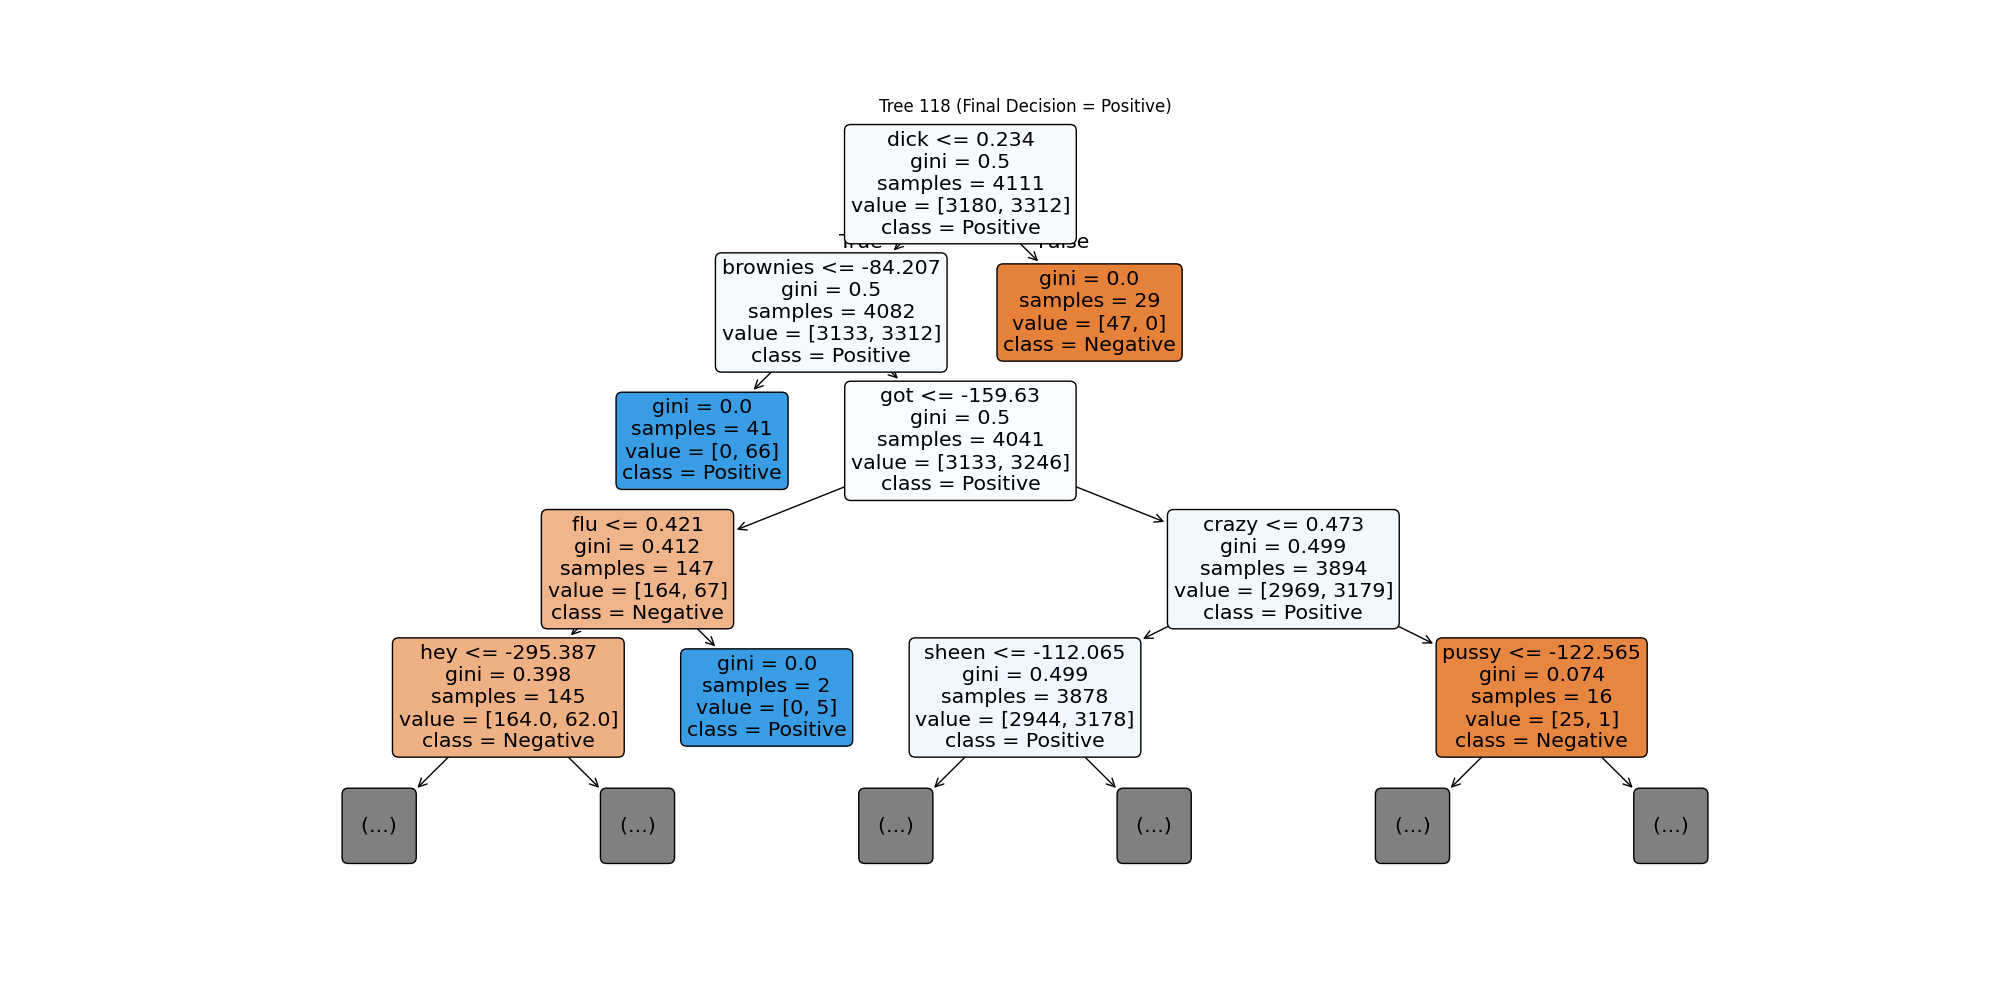 Tree 118 (Final Decision = Positive)
dick <= 0.234
gini = 0.5
samples = 4111
value = [3180, 3312]
class = Positive
True
False
brownies <= -84.207
gini = 0.5
samples = 4082
value = [3133, 3312]
class = Positive
gini = 0.0
samples = 29
value = [47, 0]
class = Negative
gini = 0.0
samples = 41
value = [0, 66]
class = Positive
got <= -159.63
gini = 0.5
samples = 4041
value = [3133, 3246]
class = Positive
flu <= 0.421
gini = 0.412
samples = 147
value = [164, 67]
class = Negative
crazy <= 0.473
gini = 0.499
samples = 3894
value = [2969, 3179]
class = Positive
hey <= -295.387
gini = 0.398
samples = 145
value = [164.0, 62.0]
class = Negative
gini = 0.0
samples = 2
value = [0, 5]
class = Positive
sheen <= -112.065
gini = 0.499
samples = 3878
value = [2944, 3178]
class = Positive
pussy <= -122.565
gini = 0.074
samples = 16
value = [25, 1]
class = Negative
(...)
(...)
(...)
(...)
(...)
(...)